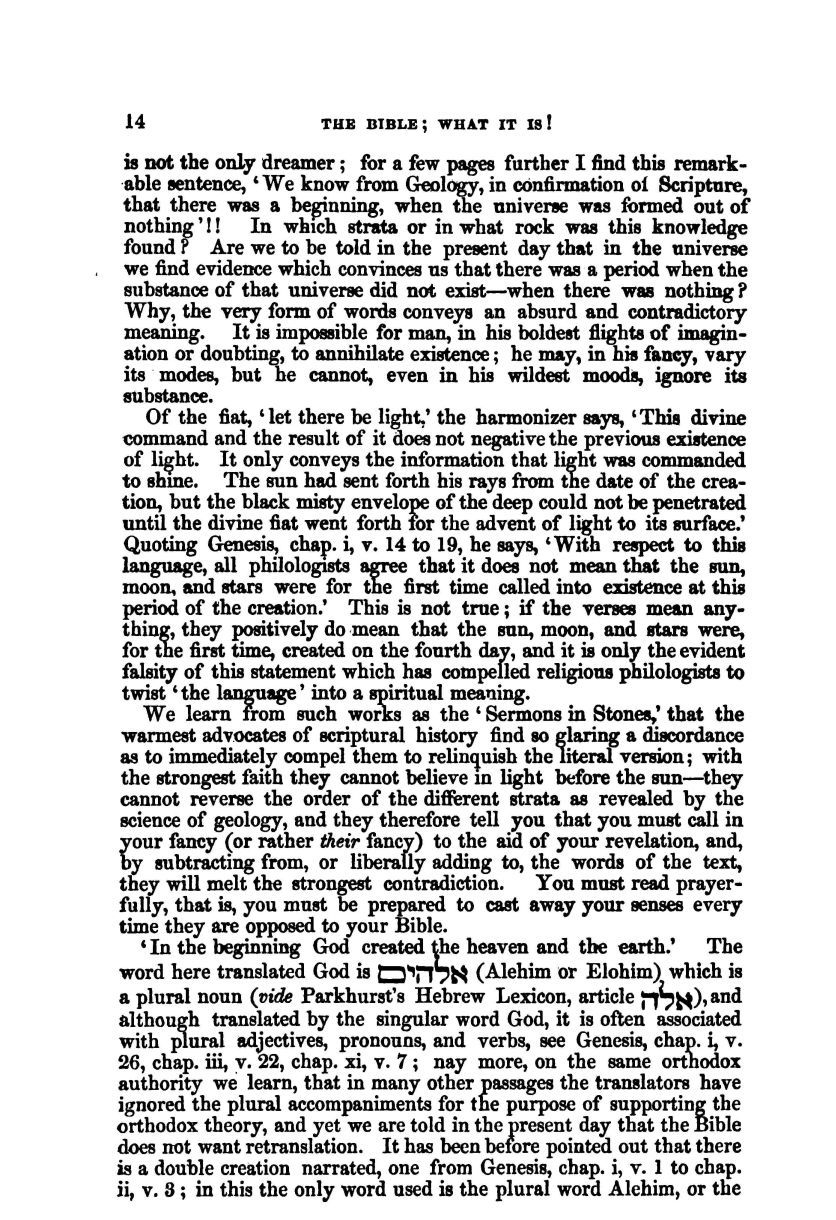 14 THE BIBLE; WHAT IT IS!
is not the only dreamer; for a few pages further I find this remark-
able sentence, ‘We know from Geology, in confirmation of Scripture,
that there was a beginning, when the universe was formed out of
nothing’!! In which strata or in what rock was this knowledge
found? Are we to be told in the present day that in the universe
we find evidence which convinces us that there was a period when the
substance of that universe did not exist—when there was nothing?
Why, the very form of words conveys an absurd and contradictory
meaning. It is impossible for man, in his boldest flights of imagin-
ation or doubting, to annihilate existence; he may, in his fancy, vary
its modes, but he cannot, even in his wildest moods, ignore its
substance.
Of the fiat, ‘let there be light,’ the harmonizer says, ‘This divine
command and the result of it does not negative the previous existence
of light. It only conveys the information that light was commanded
to shine. The sun had sent forth his rays from the date of the crea-
tion, but the black misty envelope of the deep could not be penetrated
until the divine fiat went forth for the advent of light to its surface.’
Quoting Genesis, chap. i, v. 14 to 19, he says, ‘With respect to this
language, all philologists agree that it does not mean that the sun,
moon, and stars were for the first time called into existence at this
period of the creation.’ This is not true; if the verses mean any-
thing, they positively do mean that the sun, moon, and stars were,
for the first time, created on the fourth day, and it is only the evident
falsity of this statement which has compelled religious philologists to
twist ‘the language’ into a spiritual meaning.
We learn from such works as the ‘Sermons in Stones,’ that the
warmest advocates of scriptural history find so glaring a discordance
as to immediately compel them to relinquish the literal version; with
the strongest faith they cannot believe in light before the sun—they
cannot reverse the order of the different strata as revealed by the
science of geology, and they therefore tell you that you must call in
your fancy (or rather their fancy) to the aid of your revelation, and,
by subtracting from, or liberally adding to, the words of the text,
they will melt the strongest contradiction. You must read prayer-
fully, that is, you must be prepared to cast away your senses every
time they are opposed to your Bible.
‘In the beginning God created the heaven and the earth.’ The
word here translated God is אלהים (Alehim or Elohim), which is
a plural noun (vide Parkhurst’s Hebrew Lexicon, article אלה), and
although translated by the singular word God, it is often associated
with plural adjectives, pronouns, and verbs, see Genesis, chap. i, v.
26, chap. iii, v. 22, chap. xi, v. 7; nay more, on the same orthodox
authority we learn, that in many other passages the translators have
ignored the plural accompaniments for the purpose of supporting the
orthodox theory, and yet we are told in the present day that the Bible
does not want retranslation. It has been before pointed out that there
is a double creation narrated, one from Genesis, chap. i, v. 1 to chap.
ii, v. 3; in this the only word used is the plural word Alehim, or the